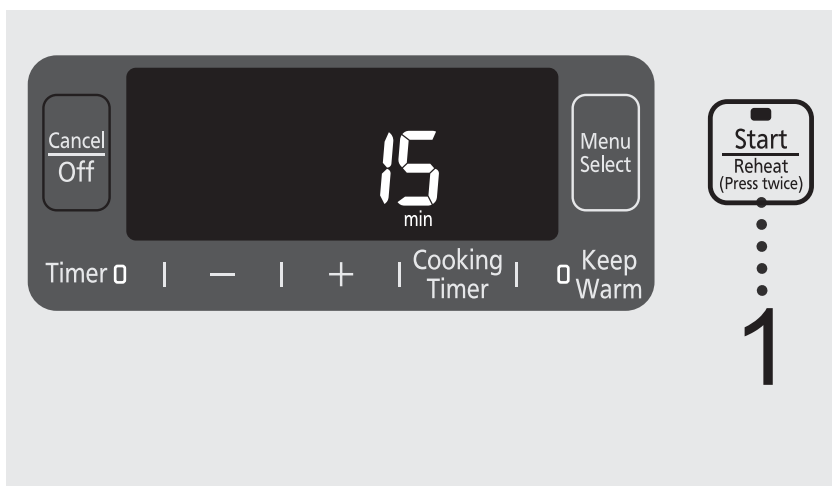 Cancel
Off
15
min
Menu
Select
Timer
−
+
Cooking
Timer
Keep
Warm
Start
Reheat
(Press twice)
1